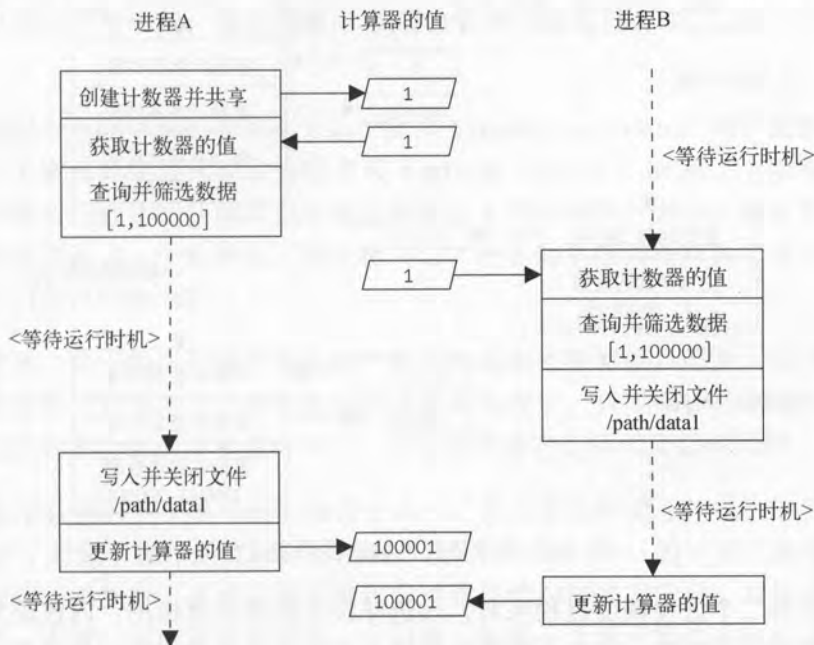 进程A
计算器的值
进程B
创建计数器并共享
1
获取计数器的值
1
<等待运行时机>
查询并筛选数据
[1,100000]
1
获取计数器的值
<等待运行时机>
查询并筛选数据
[1,100000]
写入并关闭文件
/path/data1
写入并关闭文件
/path/data1
<等待运行时机>
更新计算器的值
100001
<等待运行时机>
100001
更新计算器的值